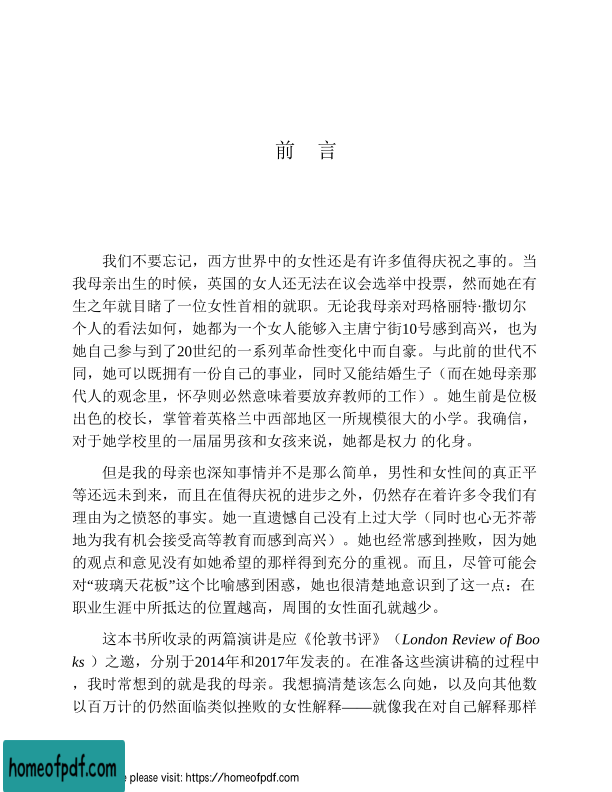 前　言
我们不要忘记，西方世界中的女性还是有许多值得庆祝之事的。当
我母亲出生的时候，英国的女人还无法在议会选举中投票，然而她在有
生之年就目睹了一位女性首相的就职。无论我母亲对玛格丽特·撒切尔
个人的看法如何，她都为一个女人能够入主唐宁街10号感到高兴，也为
她自己参与到了20世纪的一系列革命性变化中而自豪。与此前的世代不
同，她可以既拥有一份自己的事业，同时又能结婚生子（而在她母亲那
代人的观念里，怀孕则必然意味着要放弃教师的工作）。她生前是位极
出色的校长，掌管着英格兰中西部地区一所规模很大的小学。我确信，
对于她学校里的一届届男孩和女孩来说，她都是权力 的化身。
但是我的母亲也深知事情并不是那么简单，男性和女性间的真正平
等还远未到来，而且在值得庆祝的进步之外，仍然存在着许多令我们有
理由为之愤怒的事实。她一直遗憾自己没有上过大学（同时也心无芥蒂
地为我有机会接受高等教育而感到高兴）。她也经常感到挫败，因为她
的观点和意见没有如她希望的那样得到充分的重视。而且，尽管可能会
对“玻璃天花板”这个比喻感到困惑，她也很清楚地意识到了这一点：在
职业生涯中所抵达的位置越高，周围的女性面孔就越少。
这本书所收录的两篇演讲是应《伦敦书评》（London Review of Boo
ks ）之邀，分别于2014年和2017年发表的。在准备这些演讲稿的过程中
，我时常想到的就是我的母亲。我想搞清楚该怎么向她，以及向其他数
以百万计的仍然面临类似挫败的女性解释——就像我在对自己解释那样
homeofpdf.com
e please visit: https://homeofpdf.com